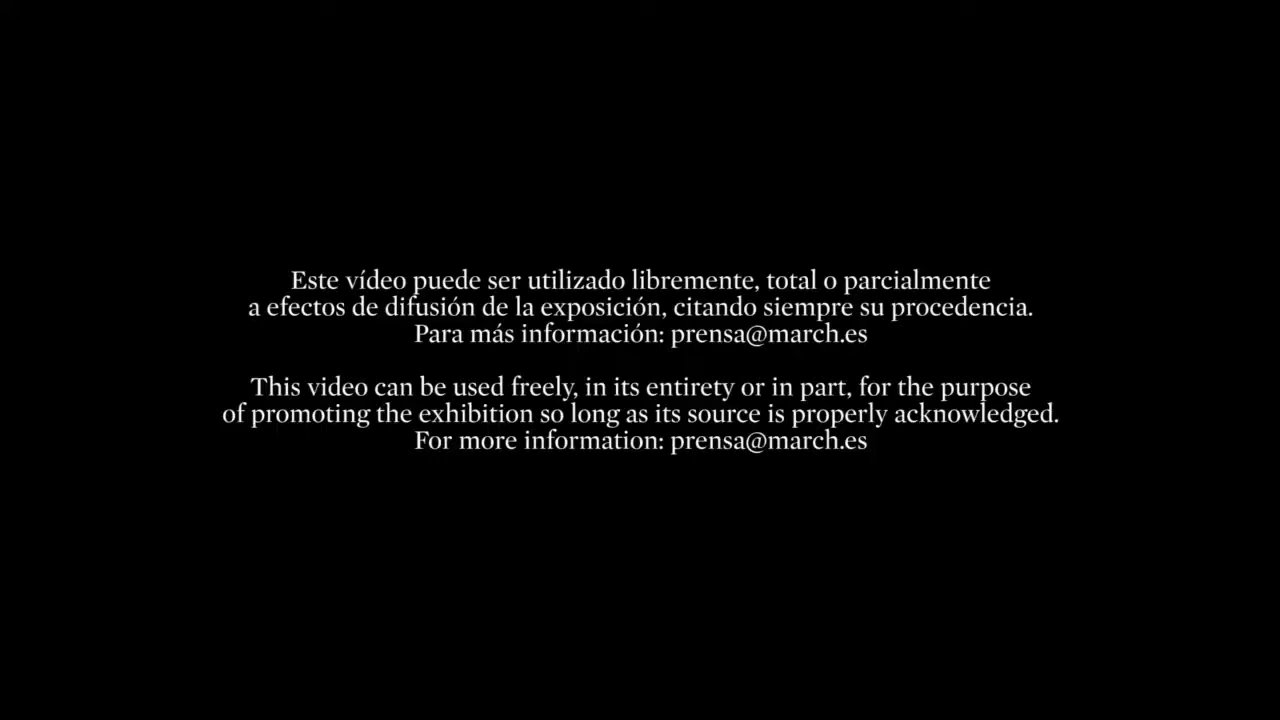 Este vídeo puede ser utilizado libremente, total o parcialmente
a efectos de difusión de la exposición, citando siempre su procedencia.
Para más información: prensa@march.es
This video can be used freely, in its entirety or in part, for the purpose
of promoting the exhibition so long as its source is properly acknowledged.
For more information: prensa@march.es